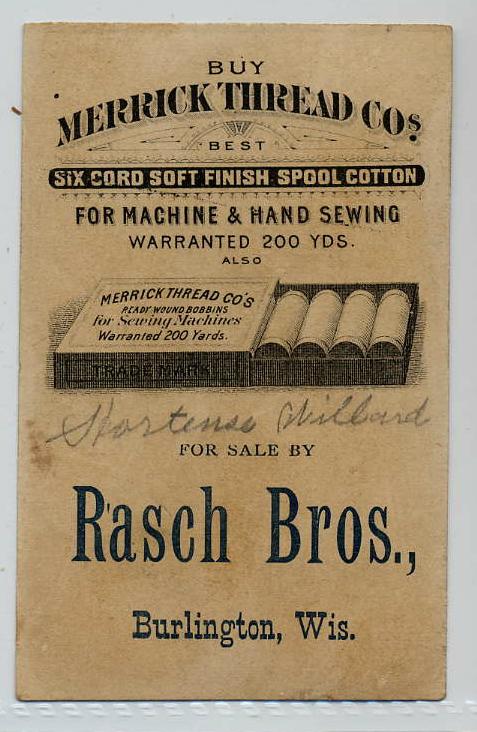 BUY
MERRICK THREAD COS
BEST
SIX CORD SOFT FINISH SPOOL COTTON
FOR MACHINE & HAND SEWING
WARRANTED 200 YDS.
ALSO
MERRICK THREAD CO'S
READY WOUND BOBBINS
for Sewing Machines
Warranted 200 Yards.
TRADE MARK
Hortense Willard
FOR SALE BY
Rasch Bros.,
Burlington, Wis.